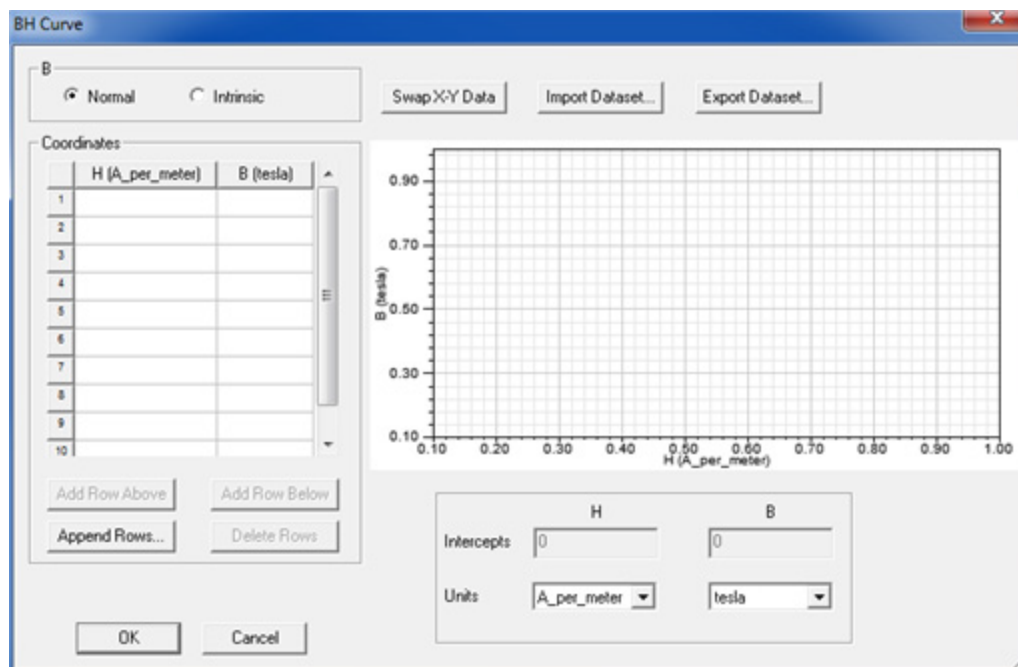 BH Curve
B
Normal Intrinsic
Swap X-Y Data Import Dataset... Export Dataset...
Coordinates
H (A_per_meter) B (tesla)
1
2
3
4
5
6
7
8
9
10
Add Row Above Add Row Below
Append Rows... Delete Rows
OK Cancel
B (tesla)
0.90
0.70
0.50
0.30
0.10
0.10 0.20 0.30 0.40 0.50 0.60 0.70 0.80 0.90 1.00
H (A_per_meter)
H B
Intercepts 0 0
Units A_per_meter tesla